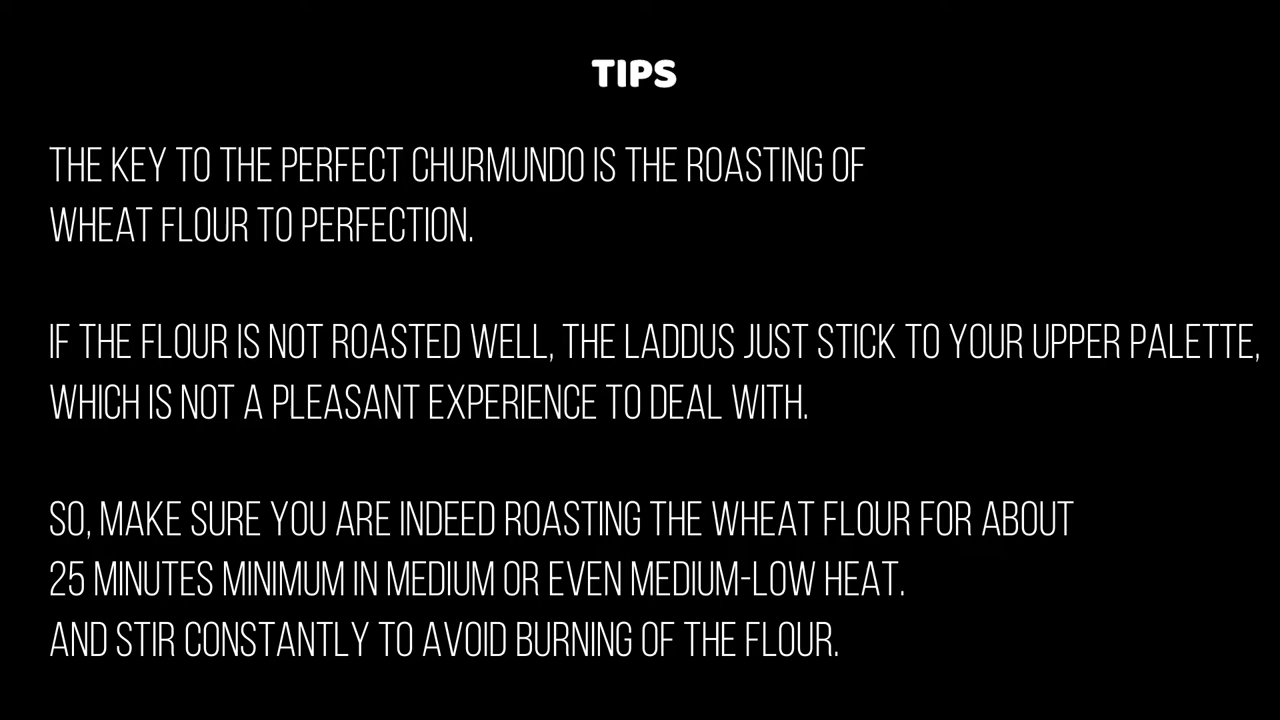 TIPS
THE KEY TO THE PERFECT CHURMUNDO IS THE ROASTING OF
WHEAT FLOUR TO PERFECTION.
IF THE FLOUR IS NOT ROASTED WELL, THE LADDUS JUST STICK TO YOUR UPPER PALETTE,
WHICH IS NOT A PLEASANT EXPERIENCE TO DEAL WITH.
SO, MAKE SURE YOU ARE INDEED ROASTING THE WHEAT FLOUR FOR ABOUT
25 MINUTES MINIMUM IN MEDIUM OR EVEN MEDIUM-LOW HEAT.
AND STIR CONSTANTLY TO AVOID BURNING OF THE FLOUR.